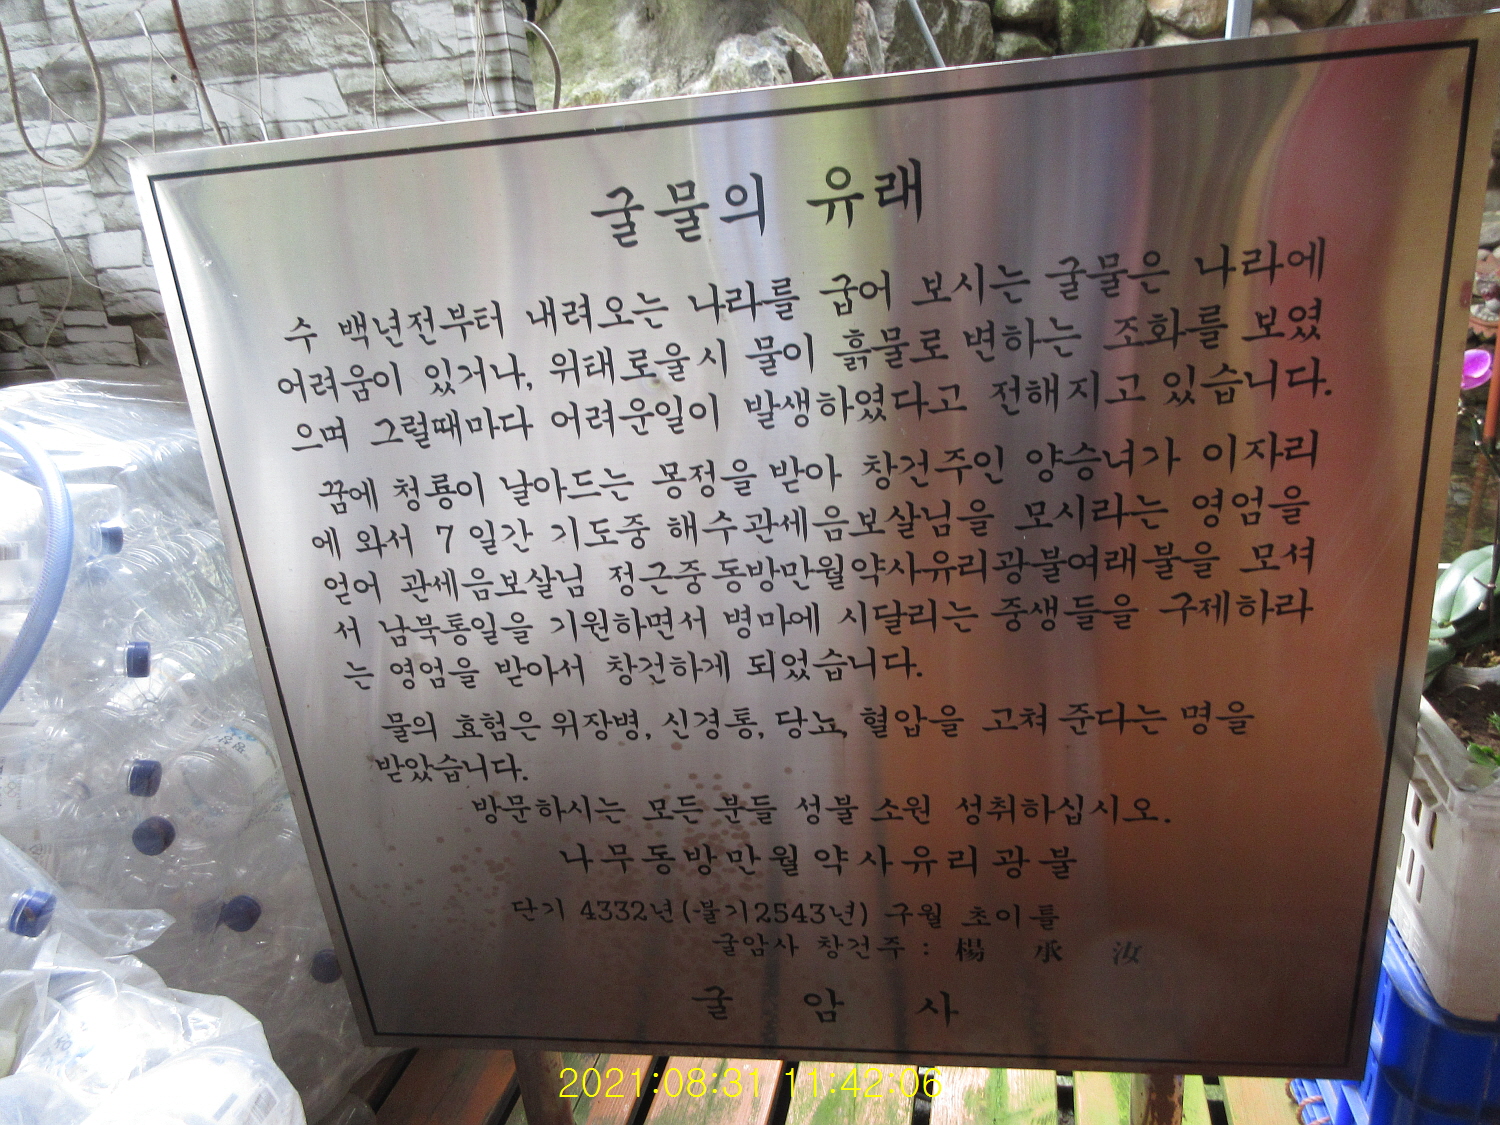 굴물의 유래
수 백년전부터 내려오는 나라를 굽어 보시는 굴물은 나라에
어려움이 있거나, 위태로울시 물이 흙물로 변하는 조화를 보였
으며 그럴때마다 어려운일이 발생하였다고 전해지고 있습니다.
꿈에 청룡이 날아드는 몽정을 받아 창건주인 양승녀가 이자리
에 와서 7 일간 기도중 해수관세음보살님을 모시라는 영엄을
얻어 관세음보살님 정근중 동방만월약사유리광불여래불을 모셔
서 남북통일을 기원하면서 병마에 시달리는 중생들을 구제하라
는 영엄을 받아서 창건하게 되었습니다.
물의 효험은 위장병, 신경통, 당뇨, 혈압을 고쳐 준다는 명을
받았습니다.
방문하시는 모든 분들 성불 소원 성취하십시오.
나무동방만월약사유리광불
단기 4332년(불기2543년) 구월 초이틀
굴암사 창건주 : 楊 承 汝
굴 암 사
2021:08:31 11:42:06